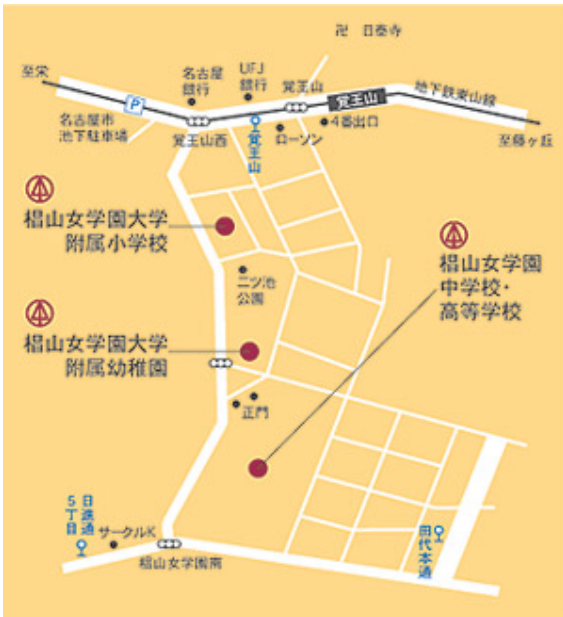 卍 日泰寺
至栄
P
名古屋
銀行
UFJ
銀行
覚王山
覚王山
地下鉄東山線
名古屋市
池下駐車場
覚王山西
覚王山
ローソン
4番出口
至藤ヶ丘
椙山女学園大学
附属小学校
二ツ池
公園
椙山女学園
中学校・
高等学校
椙山女学園大学
附属幼稚園
正門
日進通
5丁目
サークルK
椙山女学園南
田代本通